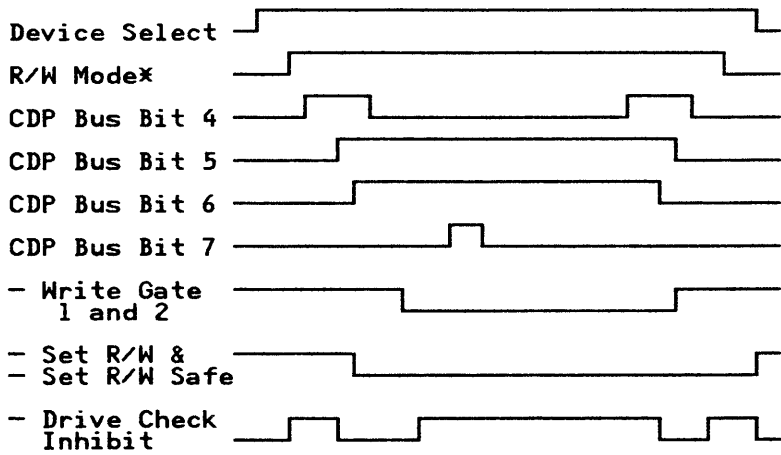 Device Select
R/W Mode*
CDP Bus Bit 4
CDP Bus Bit 5
CDP Bus Bit 6
CDP Bus Bit 7
- Write Gate
1 and 2
- Set R/W &
- Set R/W Safe
- Drive Check
Inhibit